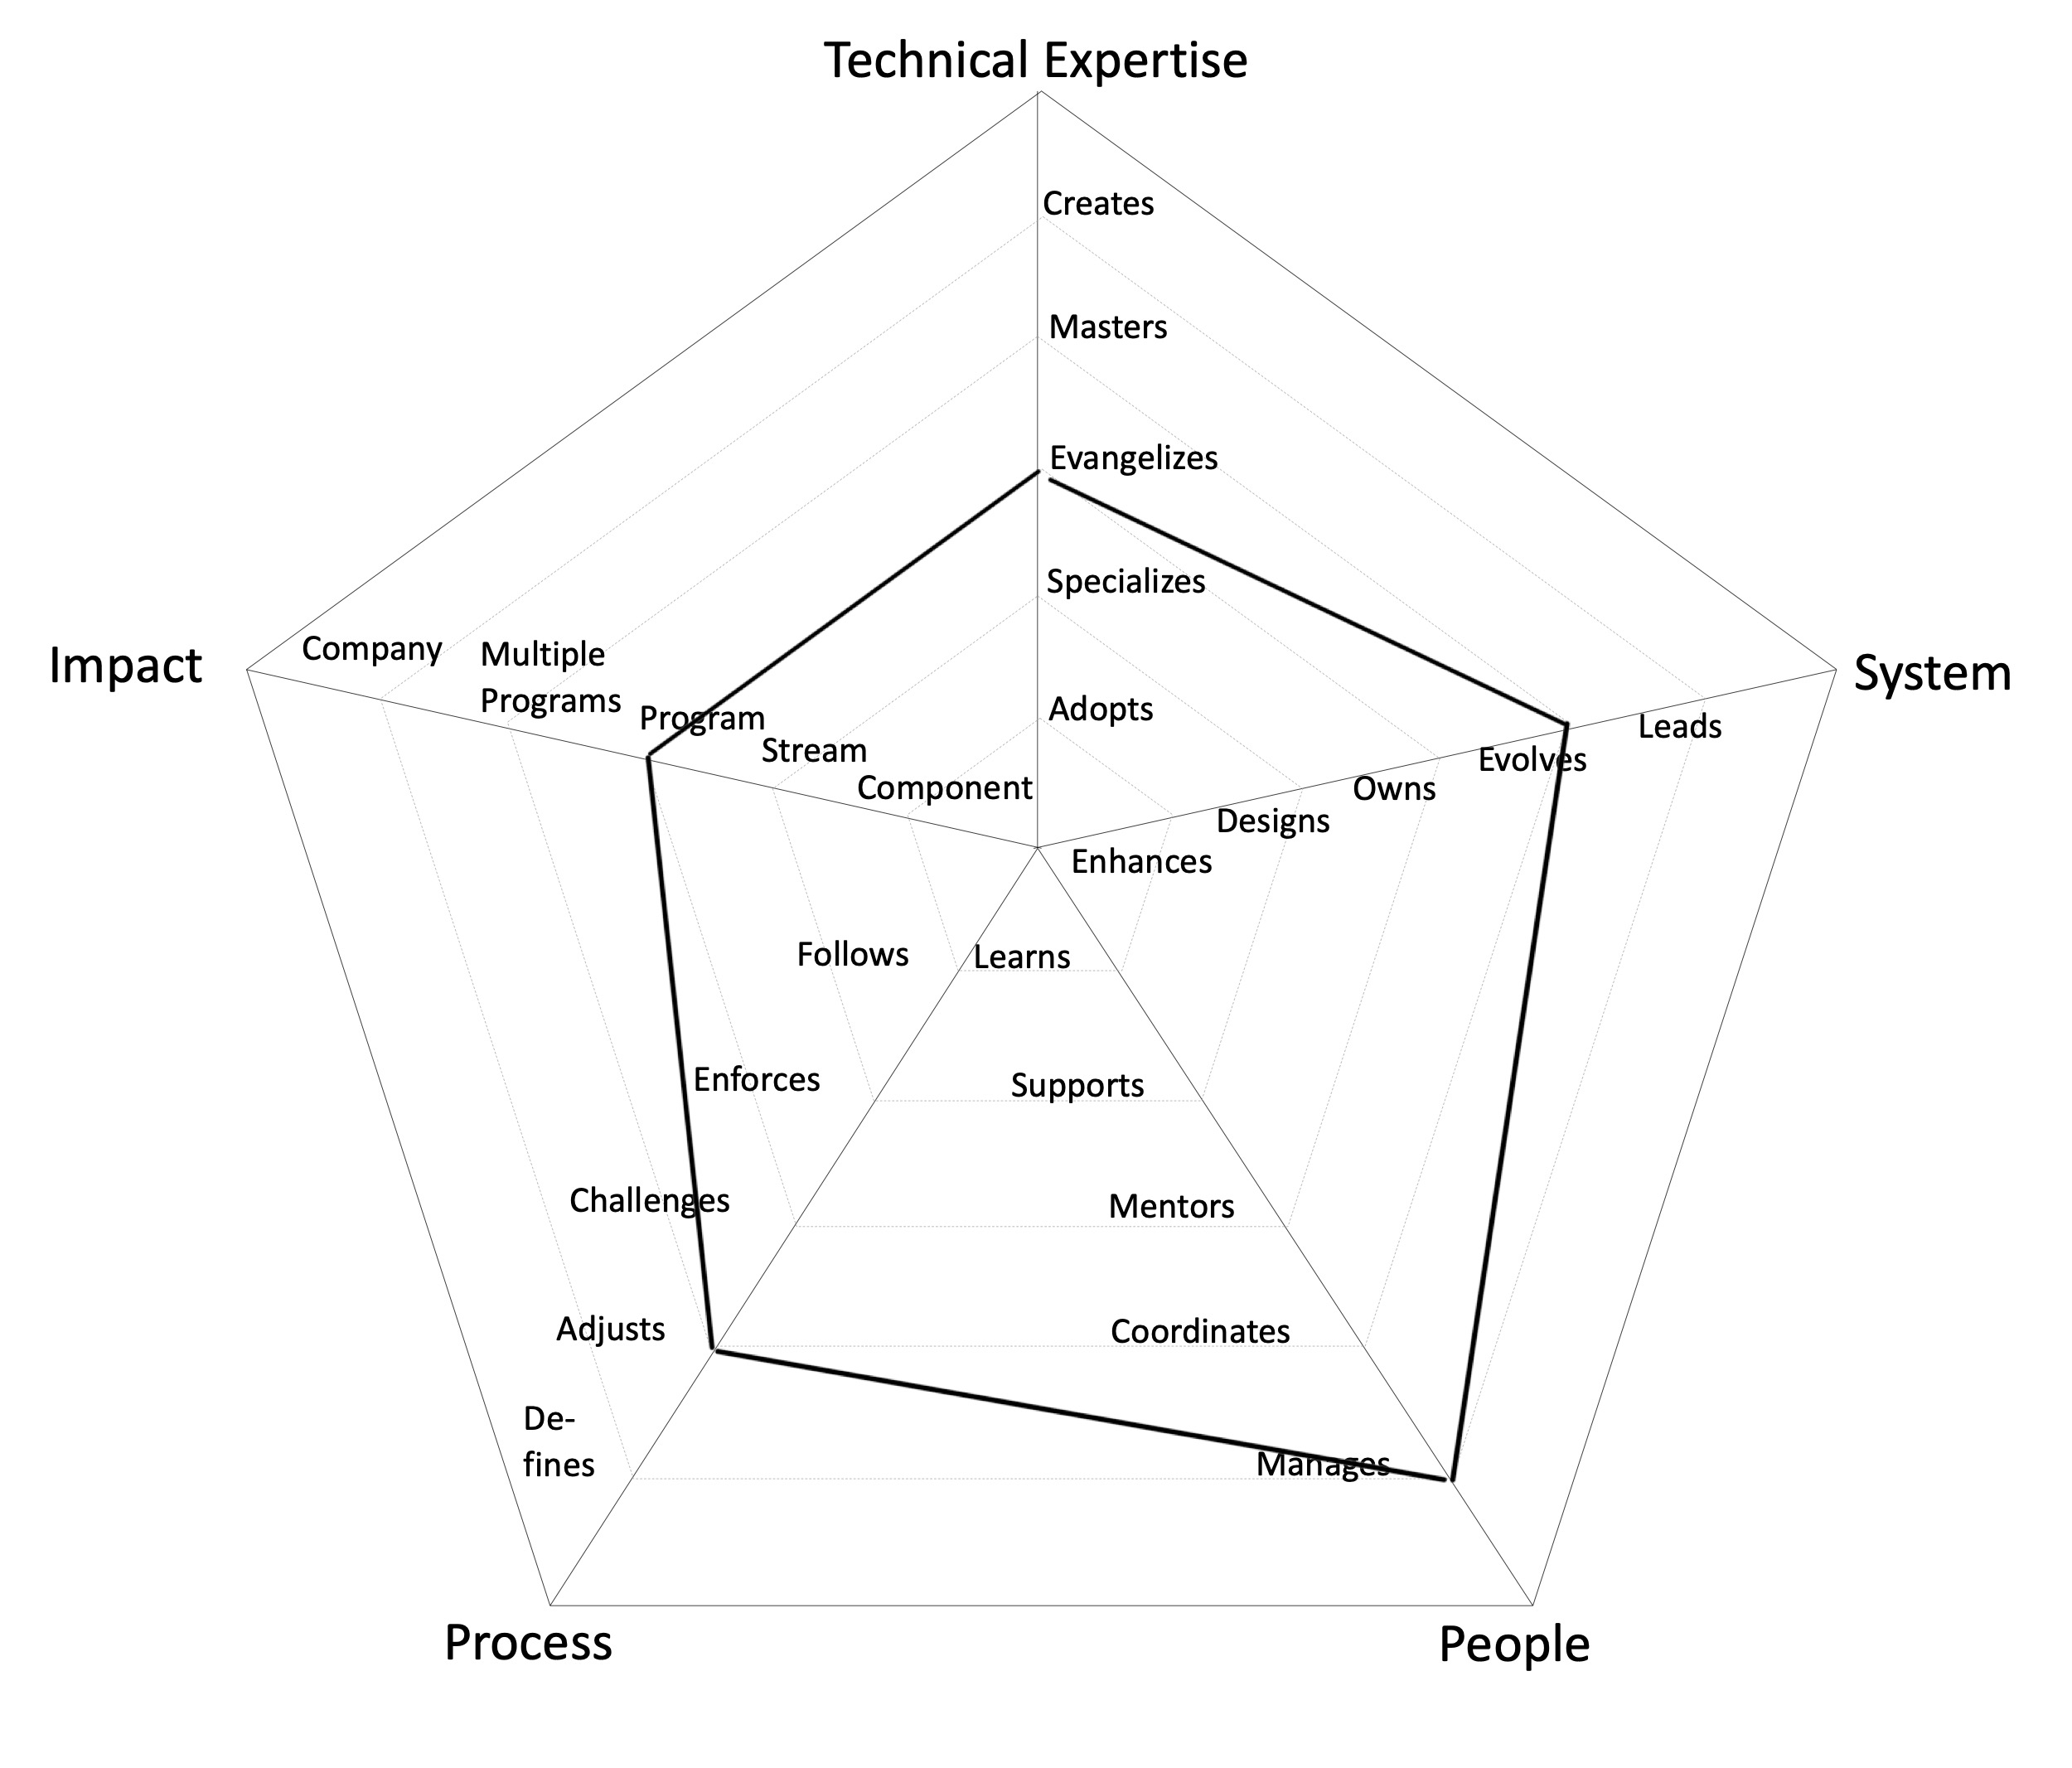 Technical Expertise
Creates
Masters
Evangelizes
Specializes
Adopts
Impact
Company
Multiple
Programs
Program
Stream
Component
System
Leads
Evolves
Owns
Designs
Enhances
Follows
Learns
Enforces
Supports
Challenges
Mentors
Adjusts
Coordinates
De-
fines
Manages
Process
People